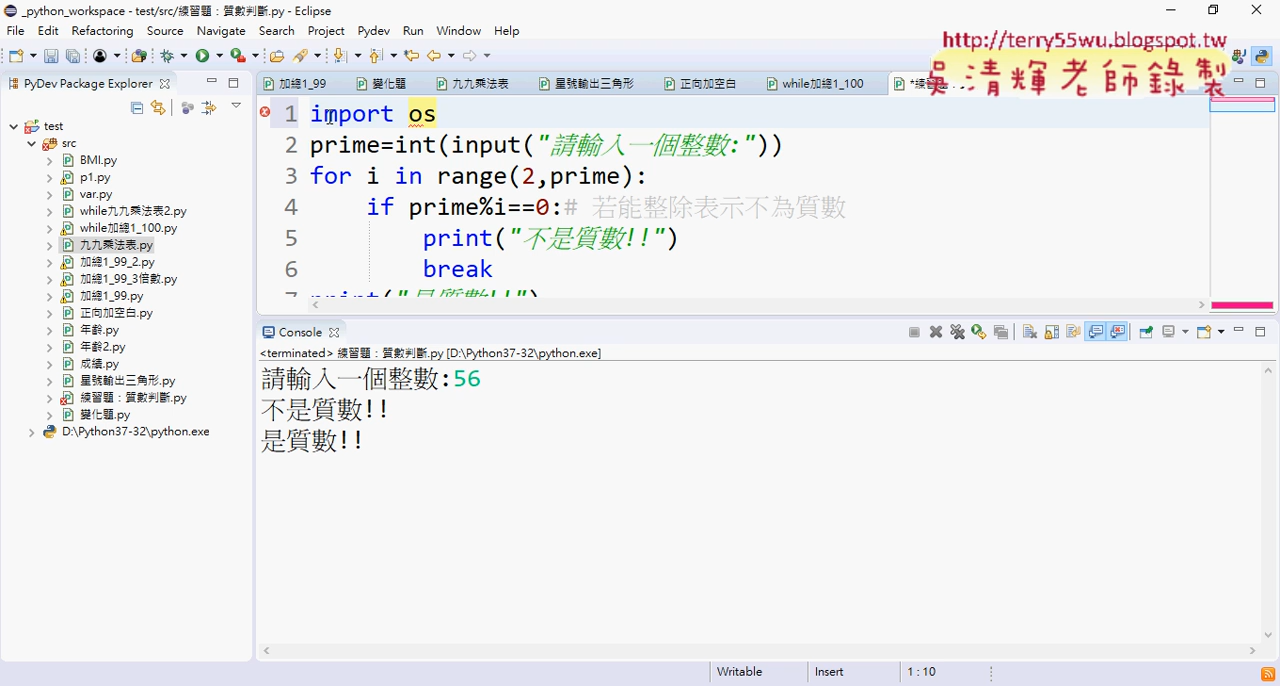 _python_workspace - test/src/練習題：質數判斷.py - Eclipse
File Edit Refactoring Source Navigate Search Project Pydev Run Window Help
http://terry55wu.blogspot.tw
吳清輝老師錄製
PyDev Package Explorer
加總1_99 變化題 九九乘法表 星號輸出三角形 正向加空白 while加總1_100
test
src
BMI.py
p1.py
var.py
while九九乘法表2.py
while加總1_100.py
九九乘法表.py
加總1_99_2.py
加總1_99_3倍數.py
加總1_99.py
正向加空白.py
年齡.py
年齡2.py
成績.py
星號輸出三角形.py
練習題：質數判斷.py
變化題.py
D:\Python37-32\python.exe
1 import os
2 prime=int(input("請輸入一個整數:"))
3 for i in range(2,prime):
4 if prime%i==0:# 若能整除表示不為質數
5 print("不是質數!!")
6 break
7 print("是質數!!")
Console
<terminated> 練習題：質數判斷.py [D:\Python37-32\python.exe]
請輸入一個整數:56
不是質數!!
是質數!!
Writable Insert 1 : 10